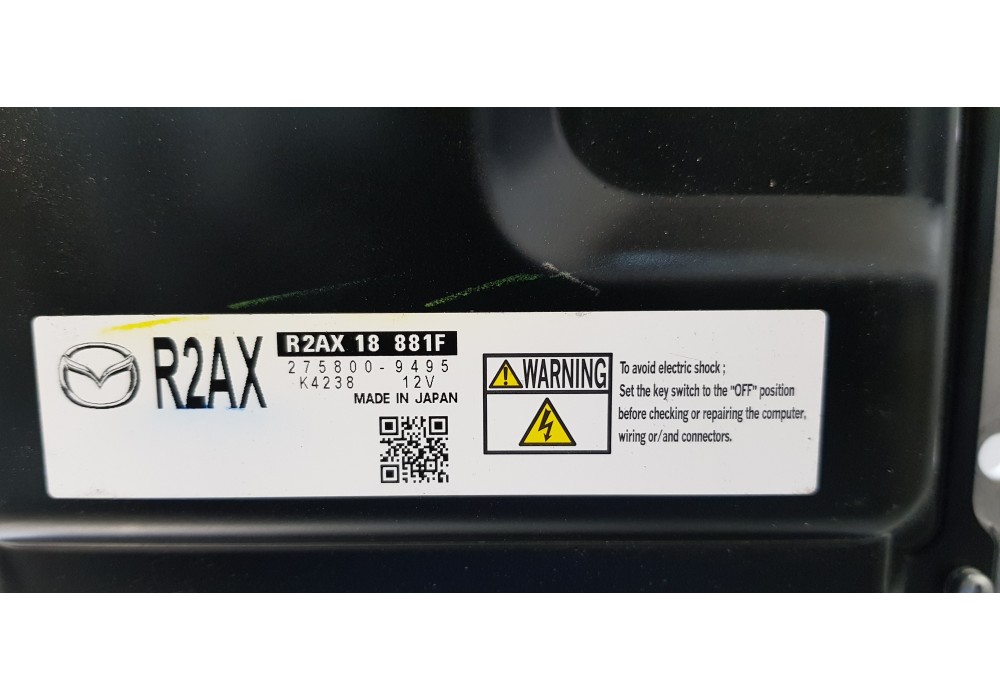 R2AX
R2AX 18 881F
275800-9495
K4238 12V
MADE IN JAPAN
WARNING
To avoid electric shock ;
Set the key switch to the "OFF" position
before checking or repairing the computer,
wiring or/and connectors.